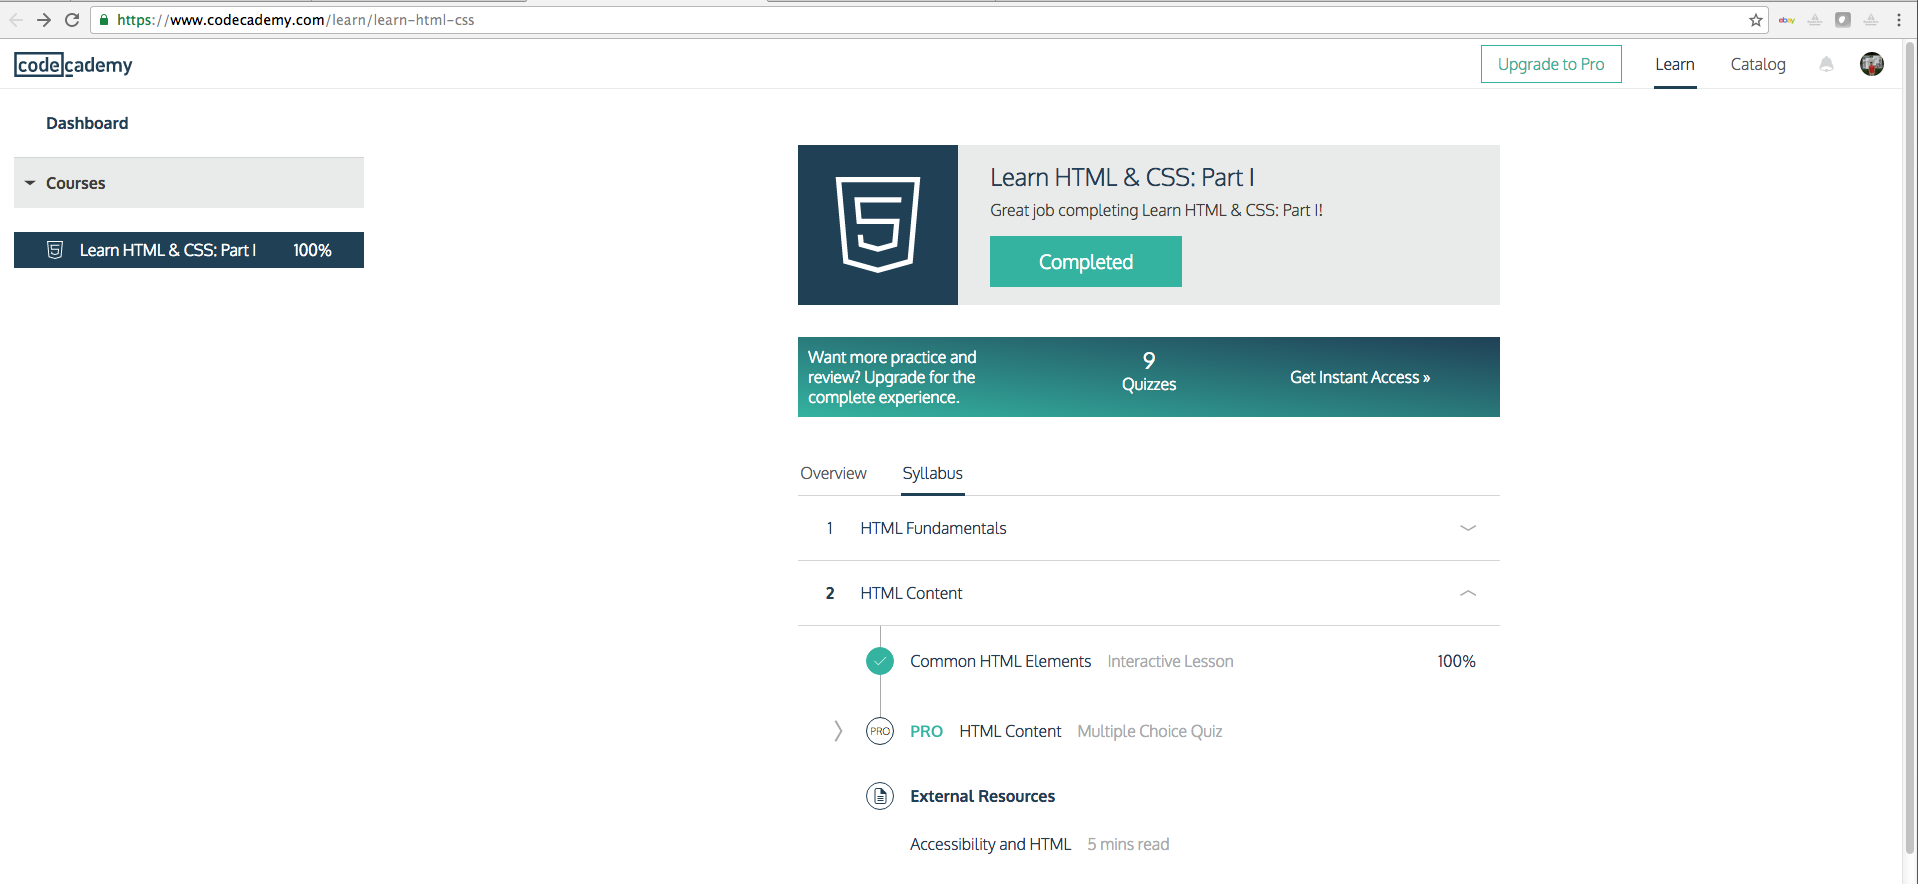 https://www.codecademy.com/learn/learn-html-css
ebay
codecademy
Upgrade to Pro
Learn
Catalog
Dashboard
Courses
Learn HTML & CSS: Part I 100%
Learn HTML & CSS: Part I
Great job completing Learn HTML & CSS: Part I!
Completed
Want more practice and
review? Upgrade for the
complete experience.
9
Quizzes
Get Instant Access »
Overview
Syllabus
1 HTML Fundamentals
2 HTML Content
Common HTML Elements Interactive Lesson 100%
PRO PRO HTML Content Multiple Choice Quiz
External Resources
Accessibility and HTML 5 mins read